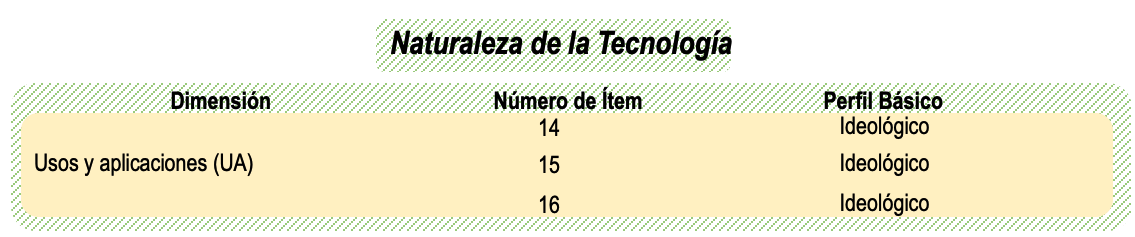 Naturaleza de la Tecnología
Dimensión Número de Ítem Perfil Básico
14 Ideológico
Usos y aplicaciones (UA) 15 Ideológico
16 Ideológico